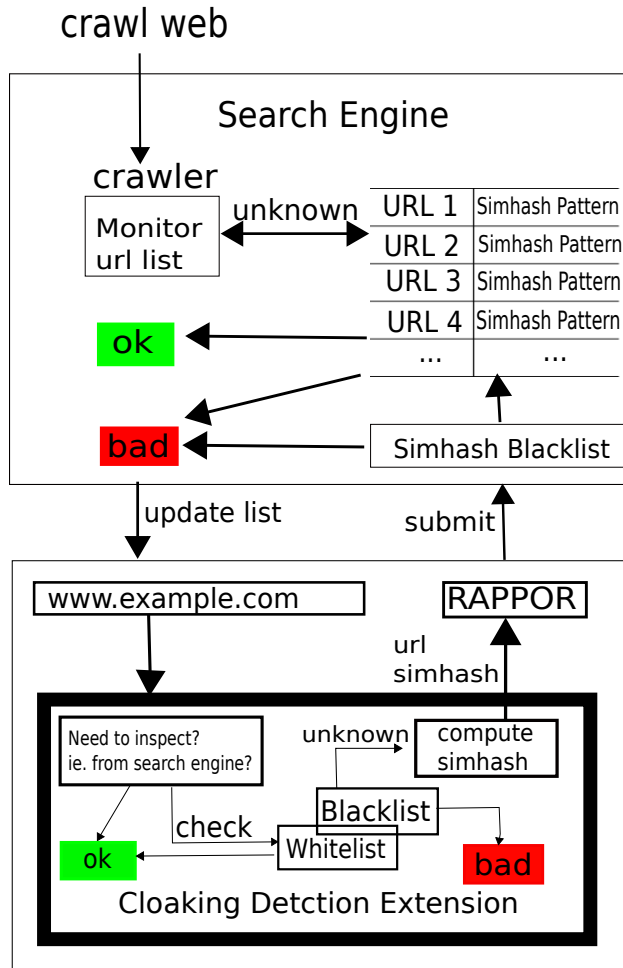 crawl web
Search Engine
crawler
Monitor
url list
unknown
URL 1 Simhash Pattern
URL 2 Simhash Pattern
URL 3 Simhash Pattern
URL 4 Simhash Pattern
... ...
ok
bad
Simhash Blacklist
update list
submit
www.example.com
RAPPOR
url
simhash
Need to inspect?
ie. from search engine?
unknown
compute
simhash
Blacklist
check
Whitelist
ok
bad
Cloaking Detction Extension